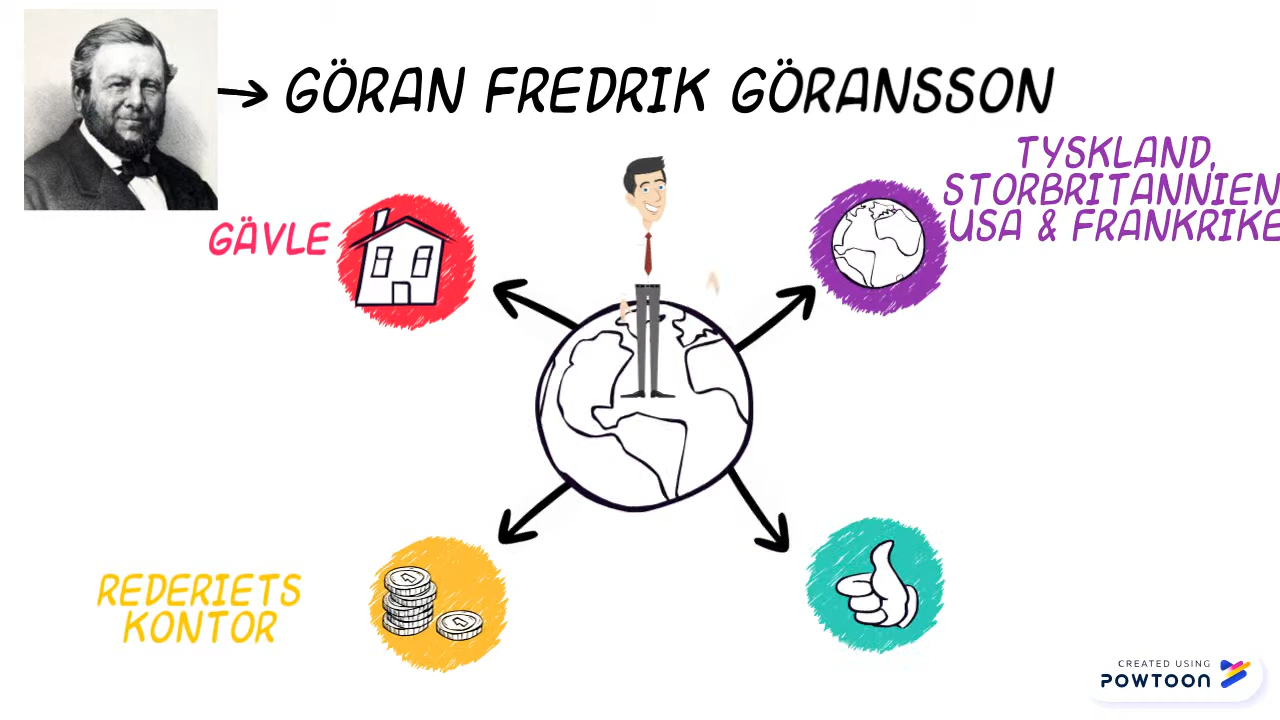 GÖRAN FREDRIK GÖRANSSON
TYSKLAND,
STORBRITANNIEN
USA & FRANKRIKE
GÄVLE
REDERIETS
KONTOR
CREATED USING
POWTOON